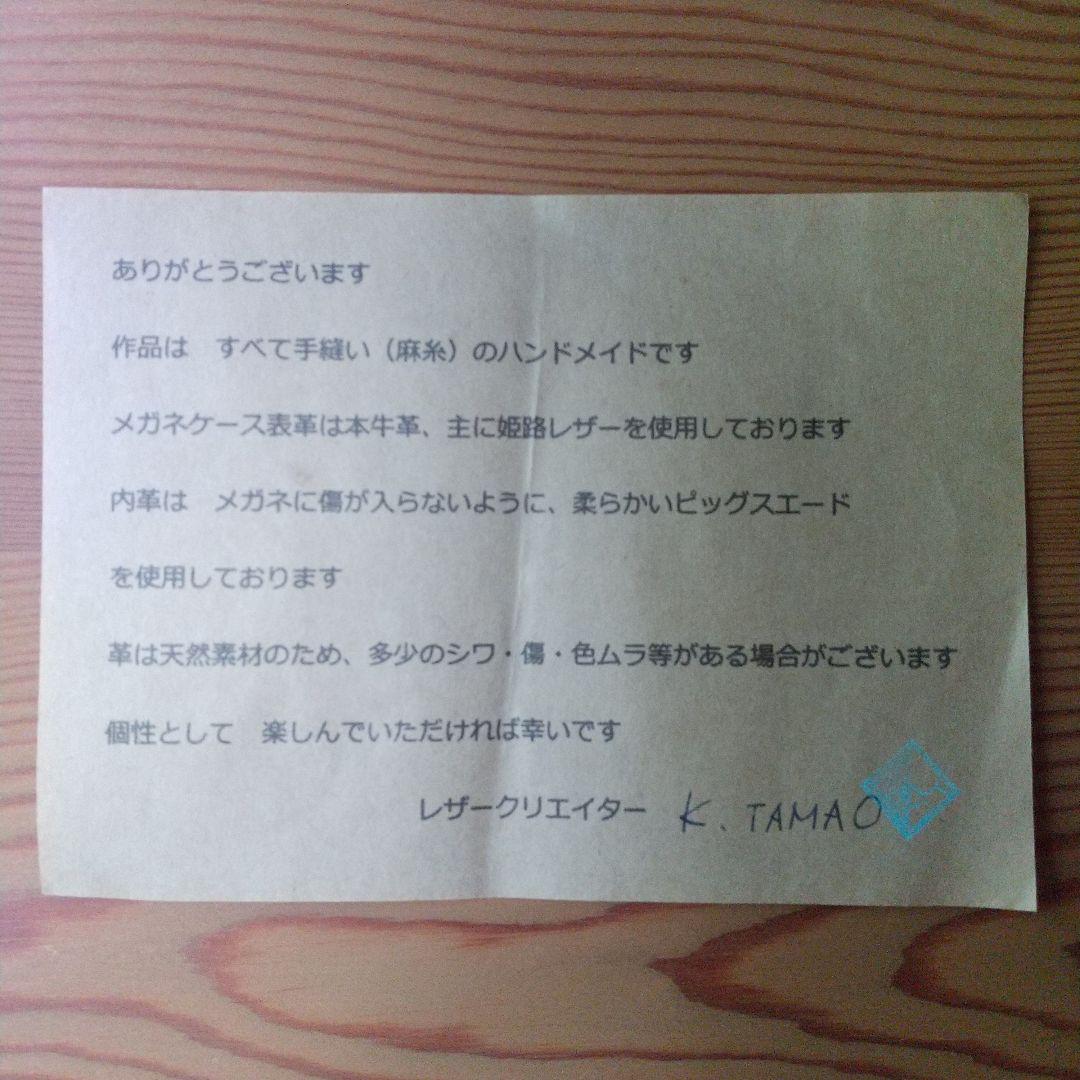 ありがとうございます
作品は　すべて手縫い（麻糸）のハンドメイドです
メガネケース表革は本牛革、主に姫路レザーを使用しております
内革は　メガネに傷が入らないように、柔らかいピッグスエード
を使用しております
革は天然素材のため、多少のシワ・傷・色ムラ等がある場合がございます
個性として　楽しんでいただければ幸いです
レザークリエイター　K. TAMAO